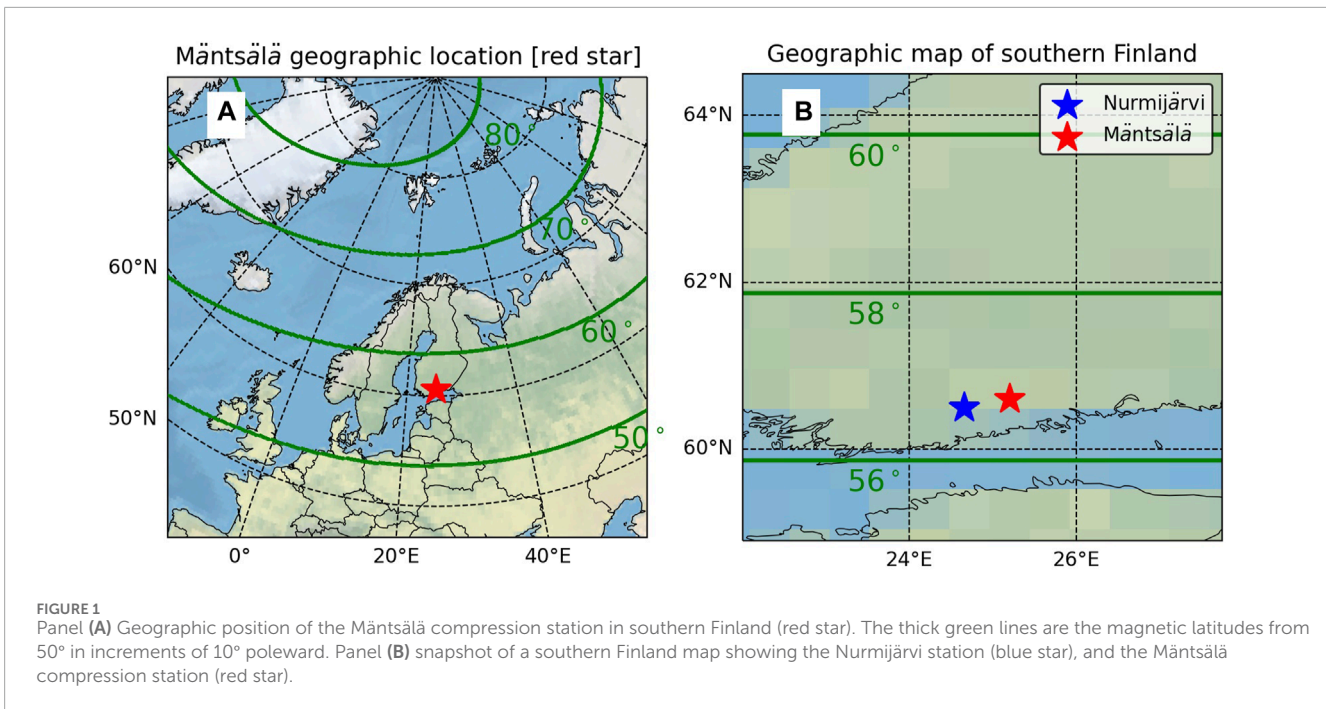 Mäntsälä geographic location [red star]
A
80°
70°
60°
50°
60°N
50°N
0°
20°E
40°E
Geographic map of southern Finland
B
Nurmijärvi
Mäntsälä
64°N
62°N
60°N
60°
58°
56°
24°E
26°E
FIGURE 1
Panel (A) Geographic position of the Mäntsälä compression station in southern Finland (red star). The thick green lines are the magnetic latitudes from
50° in increments of 10° poleward. Panel (B) snapshot of a southern Finland map showing the Nurmijärvi station (blue star), and the Mäntsälä
compression station (red star).